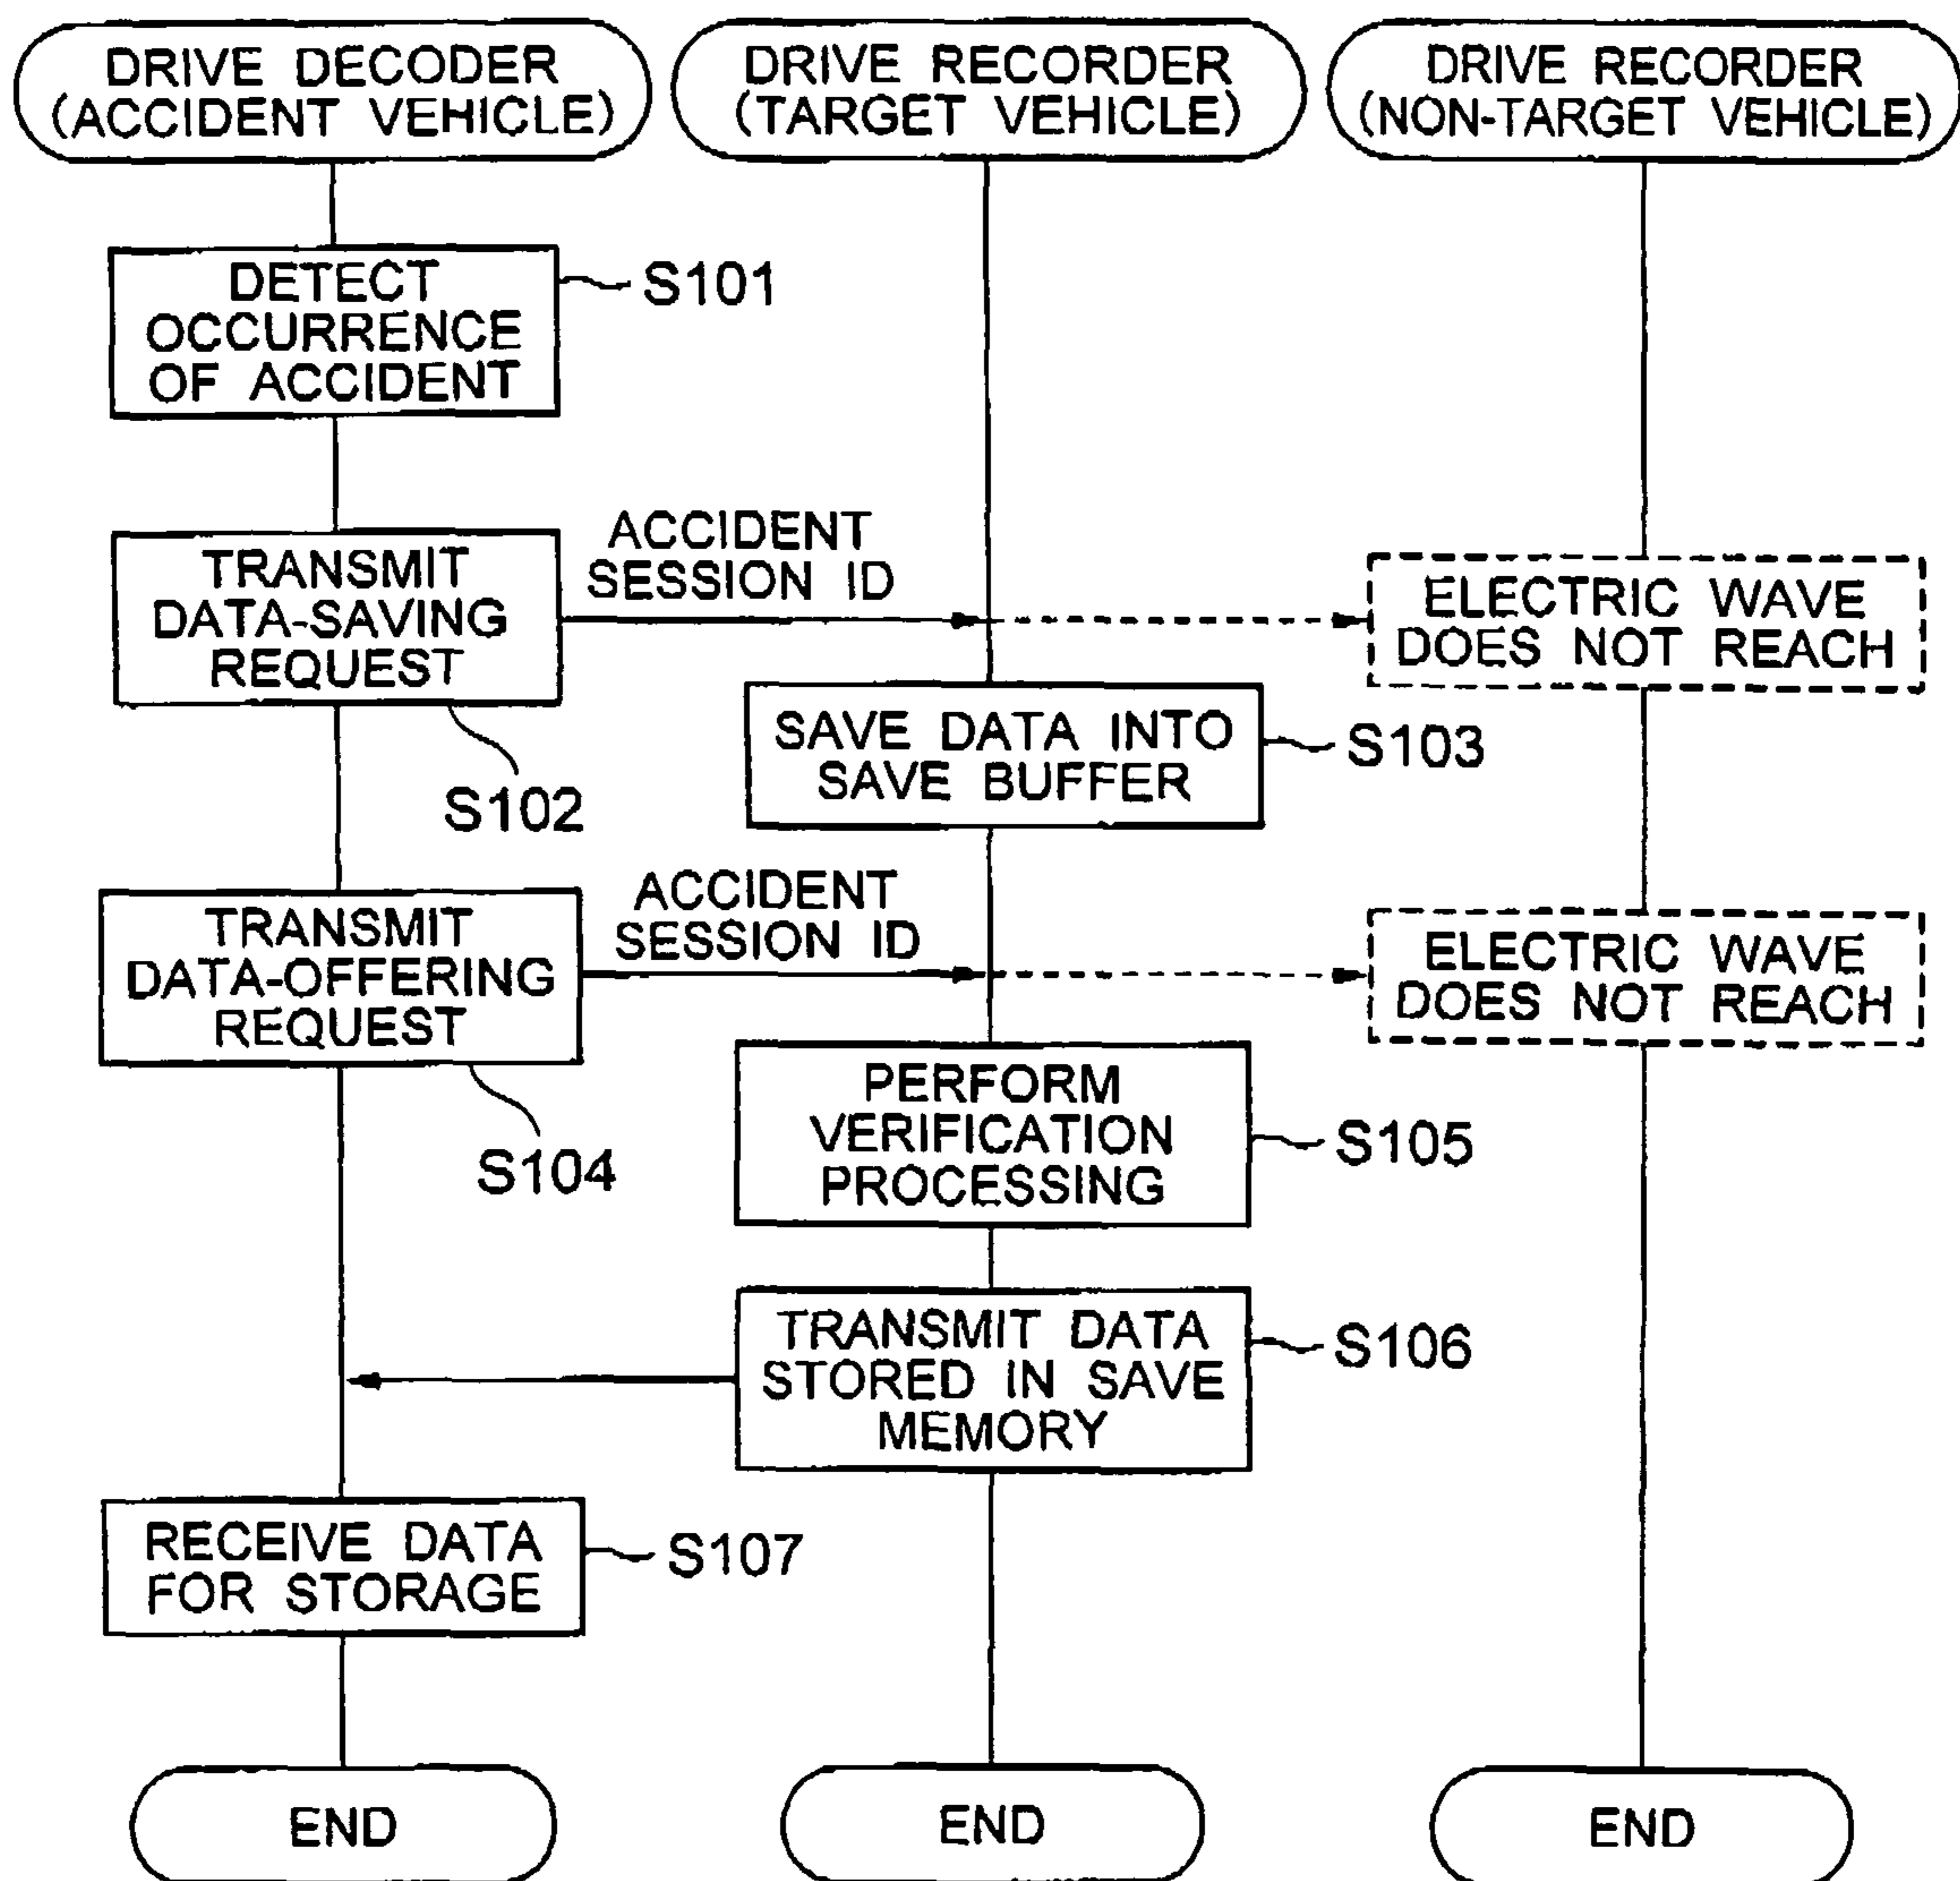 DRIVE DECODER
(ACCIDENT VEHICLE)
DRIVE RECORDER
(TARGET VEHICLE)
DRIVE RECORDER
(NON-TARGET VEHICLE)
DETECT
OCCURRENCE
OF ACCIDENT
S101
TRANSMIT
DATA-SAVING
REQUEST
S102
ACCIDENT
SESSION ID
ELECTRIC WAVE
DOES NOT REACH
SAVE DATA INTO
SAVE BUFFER
S103
TRANSMIT
DATA-OFFERING
REQUEST
S104
ACCIDENT
SESSION ID
ELECTRIC WAVE
DOES NOT REACH
PERFORM
VERIFICATION
PROCESSING
S105
TRANSMIT DATA
STORED IN SAVE
MEMORY
S106
RECEIVE DATA
FOR STORAGE
S107
END
END
END